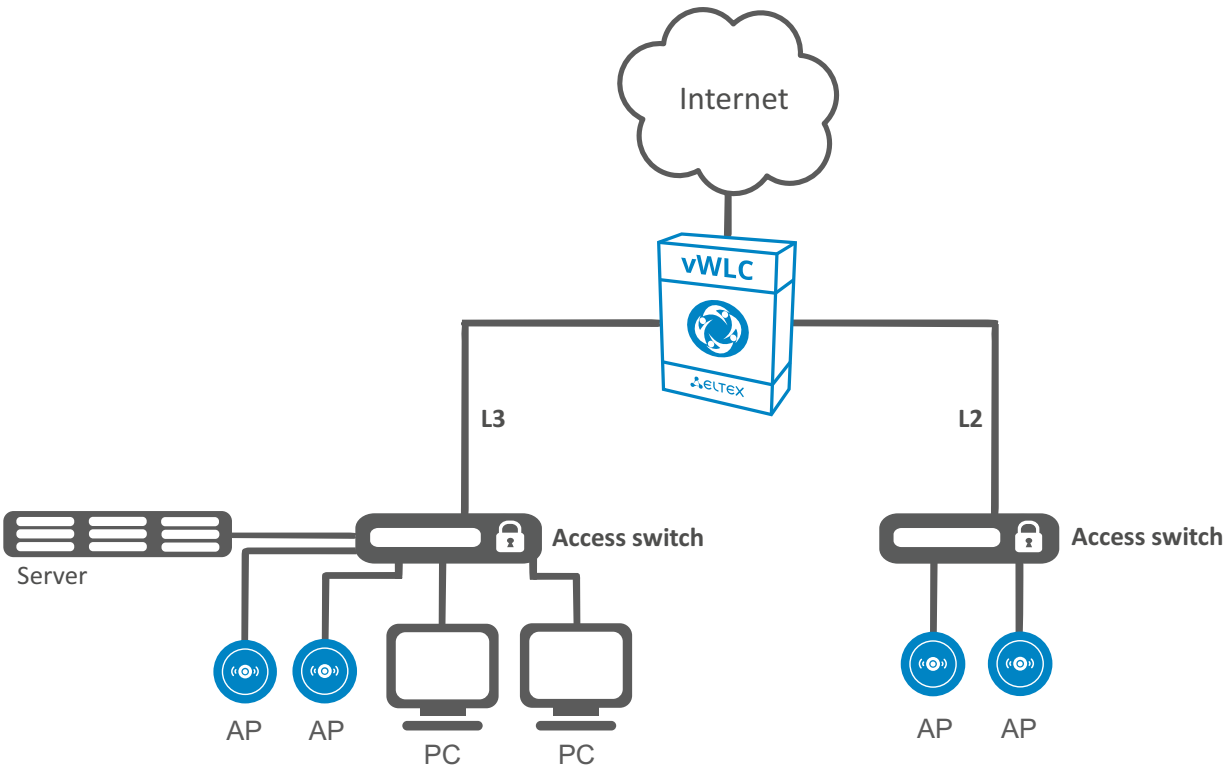 Internet
vWLC
ELTEX
L3
L2
Access switch
Access switch
Server
AP
AP
PC
PC
AP
AP